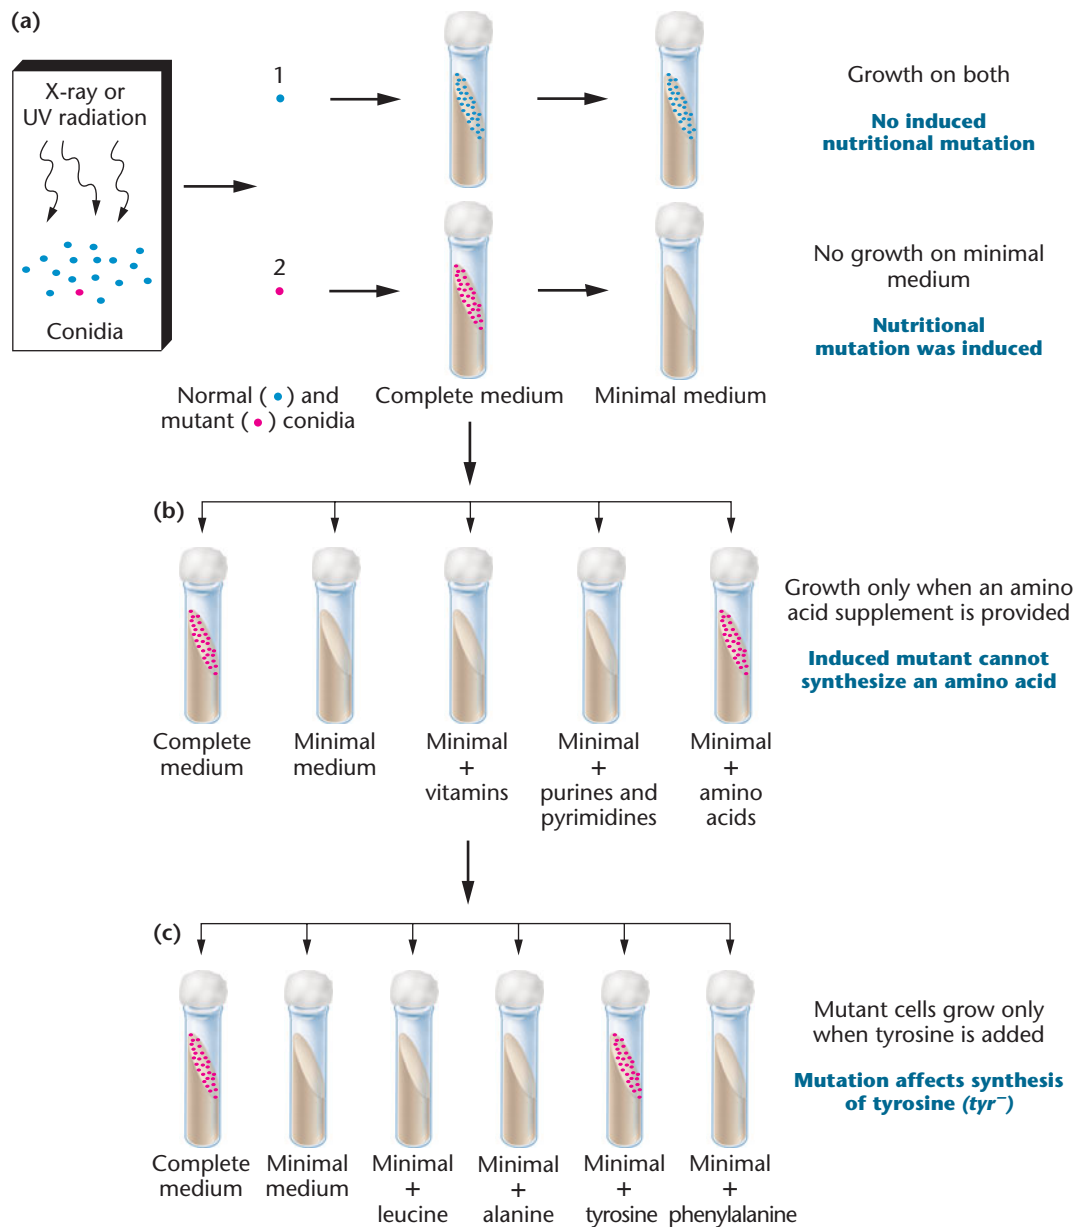 (a)
X-ray or
UV radiation
Conidia
1
Growth on both
No induced
nutritional mutation
2
No growth on minimal
medium
Nutritional
mutation was induced
Normal ( ) and
mutant ( ) conidia
Complete medium
Minimal medium
(b)
Growth only when an amino
acid supplement is provided
Induced mutant cannot
synthesize an amino acid
Complete
medium
Minimal
medium
Minimal
+
vitamins
Minimal
+
purines and
pyrimidines
Minimal
+
amino
acids
(c)
Mutant cells grow only
when tyrosine is added
Mutation affects synthesis
of tyrosine (tyr⁻)
Complete
medium
Minimal
medium
Minimal
+
leucine
Minimal
+
alanine
Minimal
+
tyrosine
Minimal
+
phenylalanine